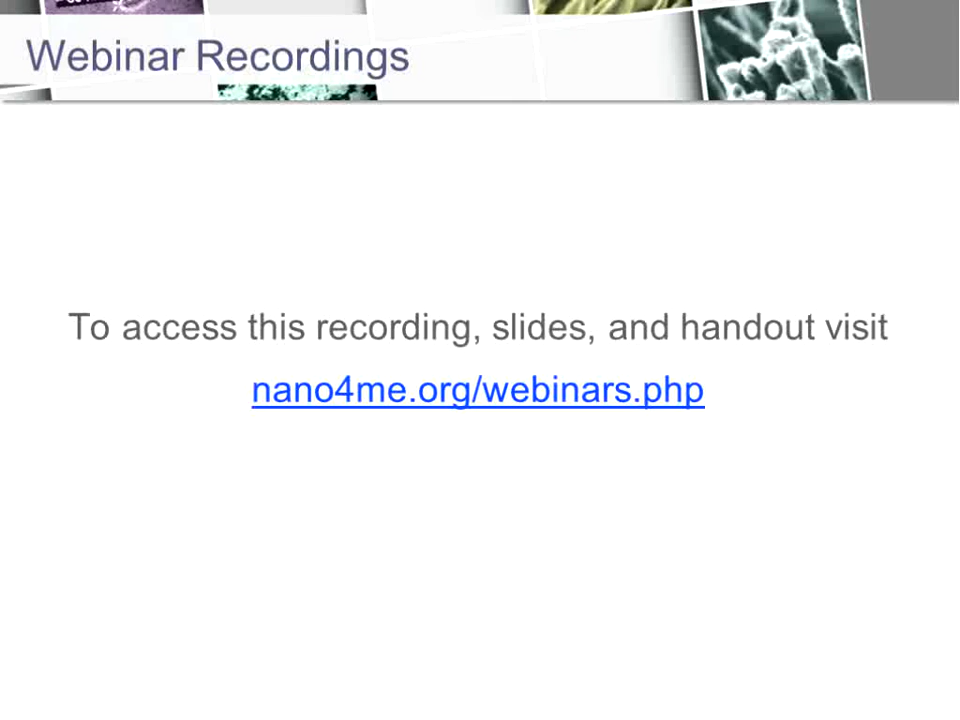 Webinar Recordings
To access this recording, slides, and handout visit
nano4me.org/webinars.php